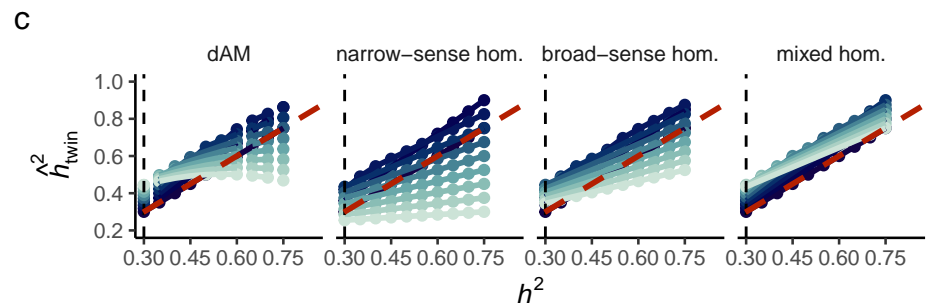 c
dAM narrow−sense hom. broad−sense hom. mixed hom.
1.0
0.8
0.6
0.4
0.2
ĥ²twin
0.30 0.45 0.60 0.75 0.30 0.45 0.60 0.75 0.30 0.45 0.60 0.75 0.30 0.45 0.60 0.75
h²